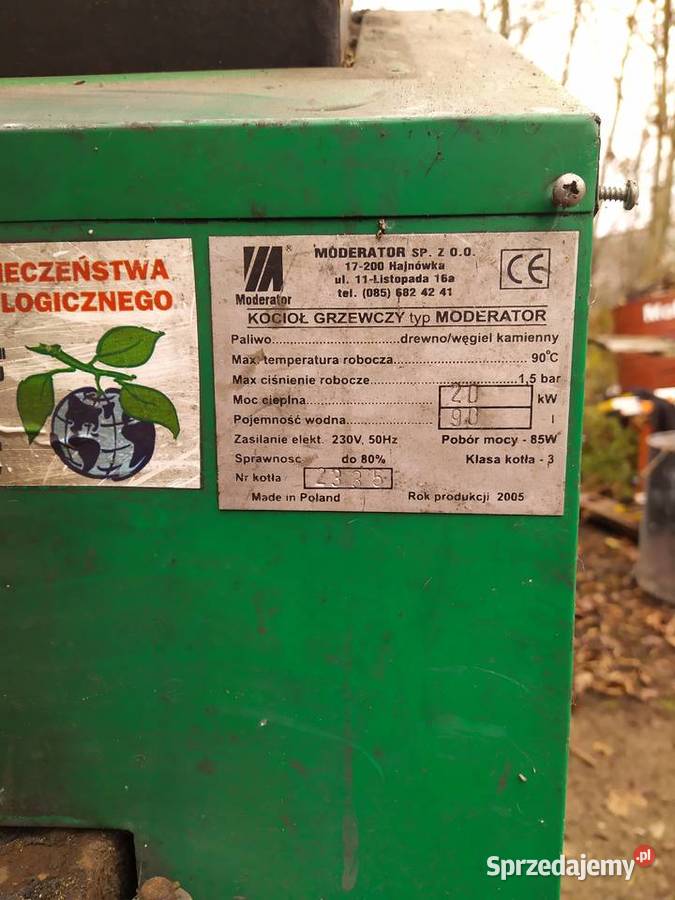 IECZEŃSTWA
LOGICZNEGO
Moderator
MODERATOR SP. Z O.O.
17-200 Hajnówka
ul. 11-Listopada 16a
tel. (085) 682 42 41
CE
KOCIOŁ GRZEWCZY typ MODERATOR
Paliwo...............................drewno/węgiel kamienny
Max. temperatura robocza...............................90°C
Max ciśnienie robocze...............................1,5 bar
Moc cieplna............................... 20 kW
Pojemność wodna............................... 90 l
Zasilanie elekt. 230V, 50Hz Pobór mocy - 85W
Sprawność do 80% Klasa kotła - 3
Nr kotła 2335
Made in Poland Rok produkcji 2005
Sprzedajemy.pl